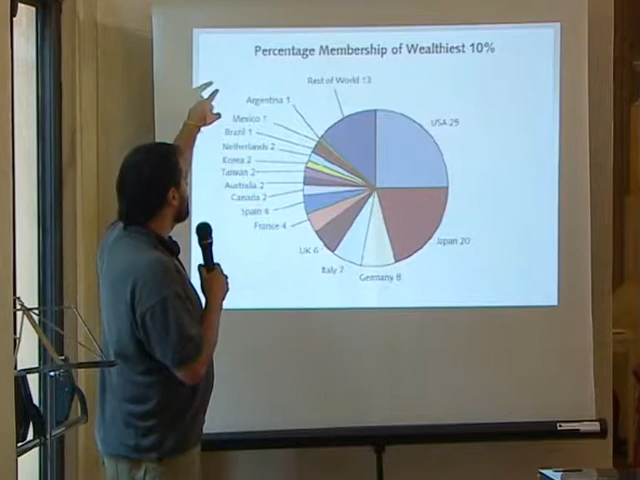 Percentage Membership of Wealthiest 10%
Rest of World 13
Argentina 1
Mexico 1
Brazil 1
Netherlands 2
Korea 2
Taiwan 2
Australia 2
Canada 2
Spain 4
France 4
UK 6
Italy 7
Germany 8
Japan 20
USA 25